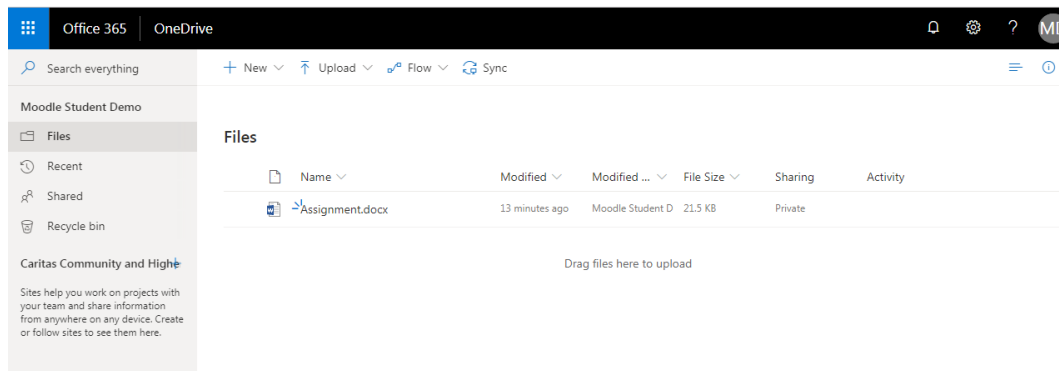 Office 365 OneDrive ?
Search everything
New Upload Flow Sync
Moodle Student Demo
Files
Recent
Shared
Recycle bin
Caritas Community and Highe
Sites help you work on projects with
your team and share information
from anywhere on any device. Create
or follow sites to see them here.
Files
Name Modified Modified ... File Size Sharing Activity
Assignment.docx 13 minutes ago Moodle Student D 21.5 KB Private
Drag files here to upload